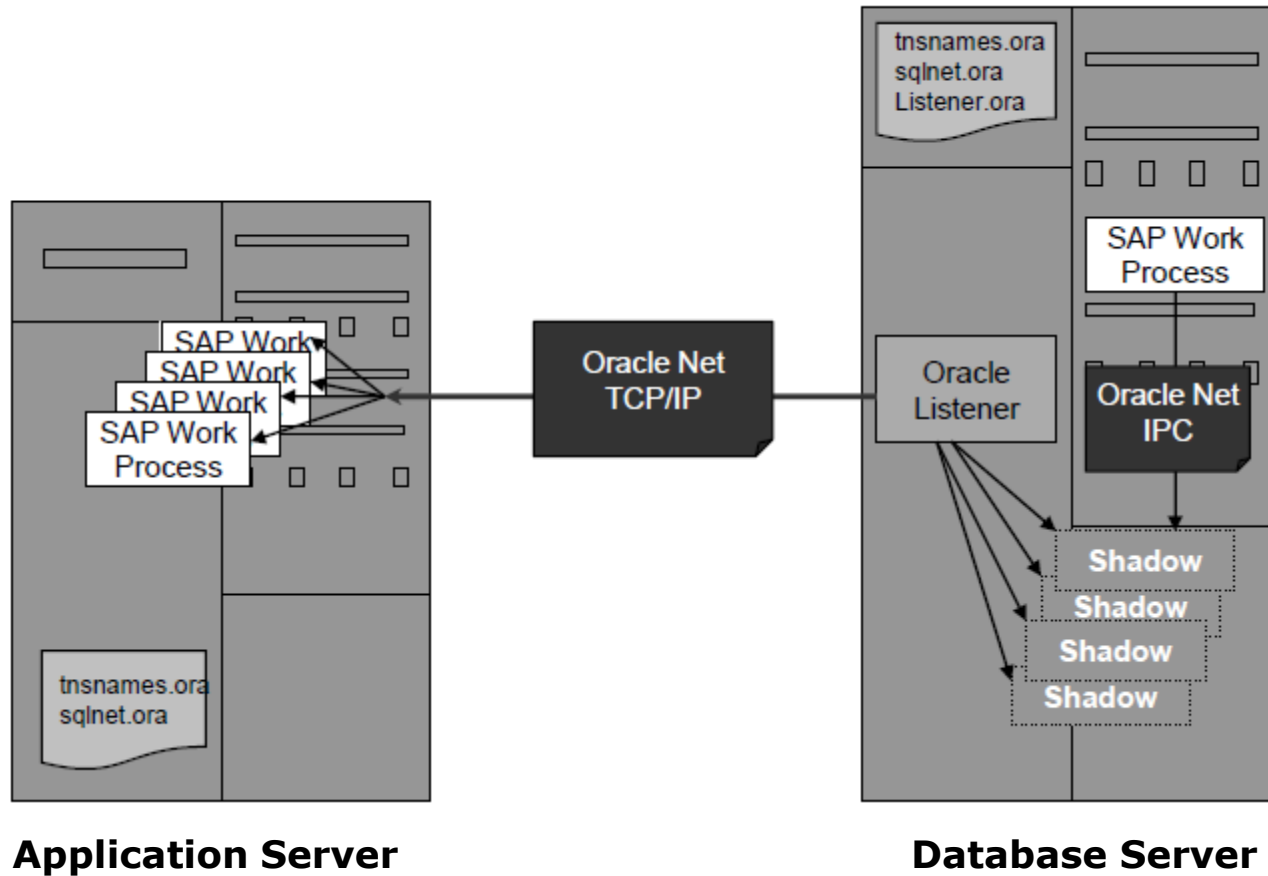 tnsnames.ora
sqlnet.ora
Listener.ora
SAP Work
Process
SAP Work
SAP Work
SAP Work
SAP Work
Process
Oracle Net
TCP/IP
Oracle
Listener
Oracle Net
IPC
Shadow
Shadow
Shadow
Shadow
tnsnames.ora
sqlnet.ora
Application Server
Database Server